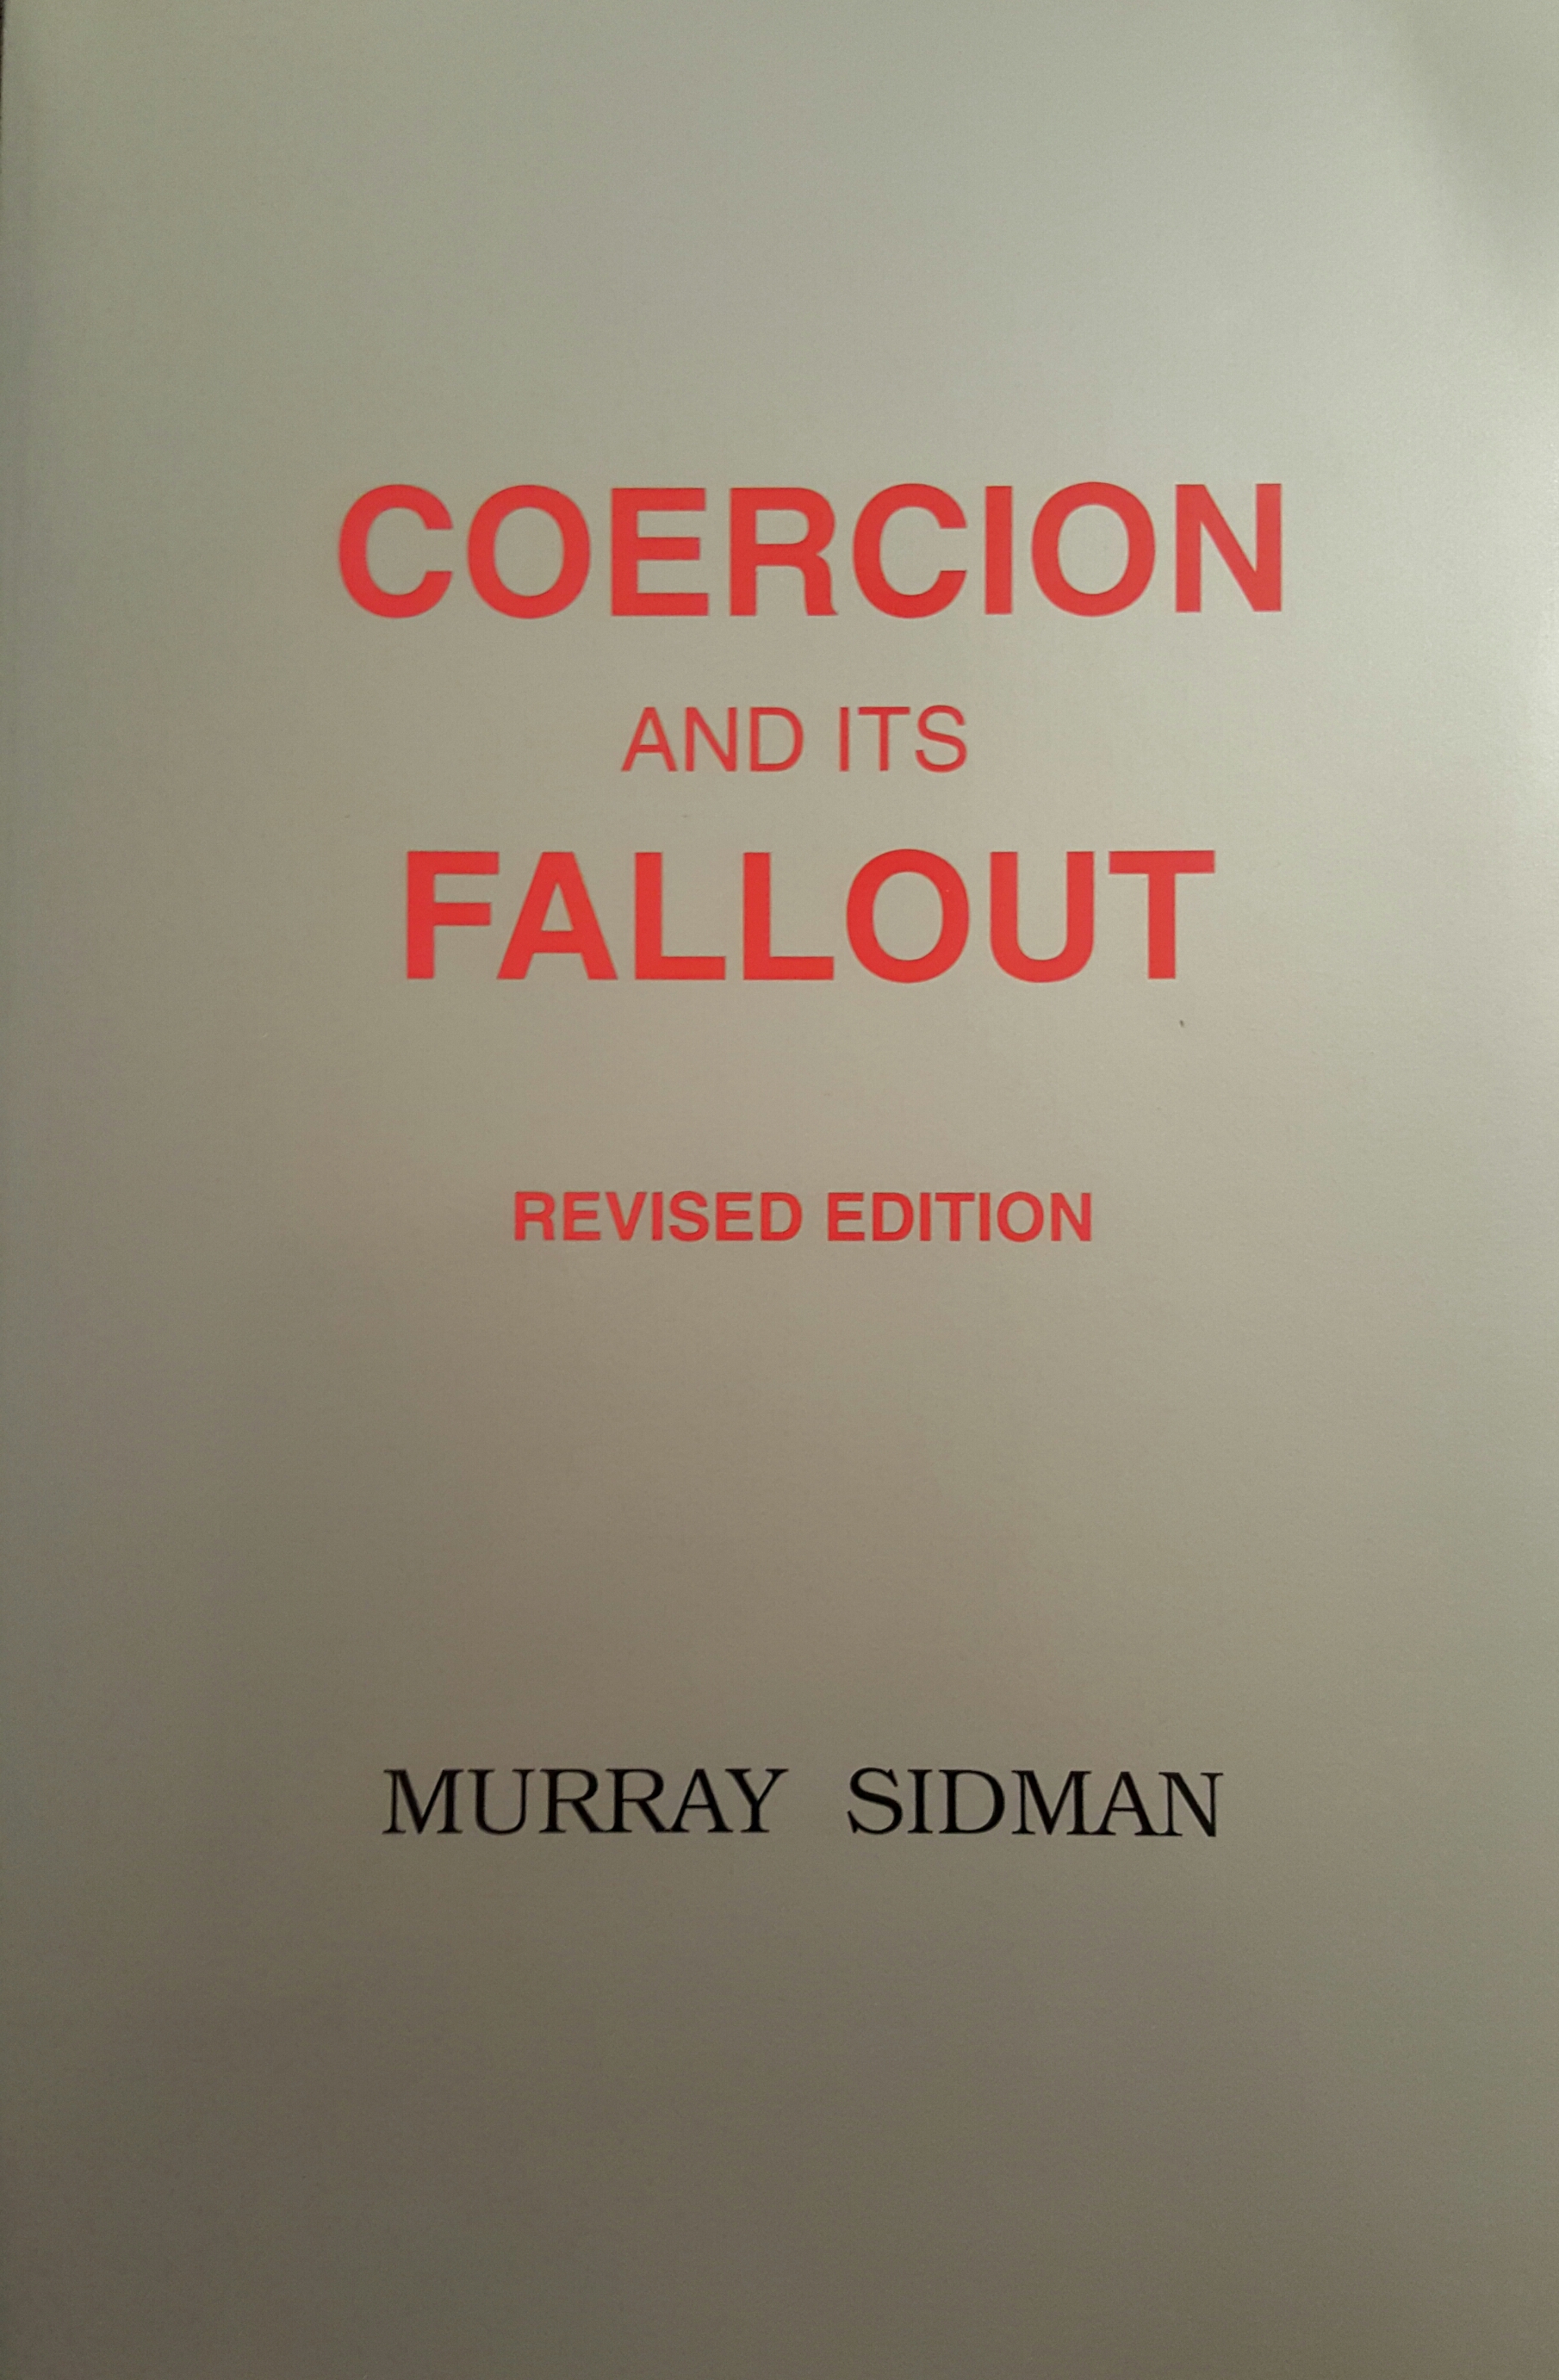 COERCION
AND ITS
FALLOUT
REVISED EDITION
MURRAY SIDMAN